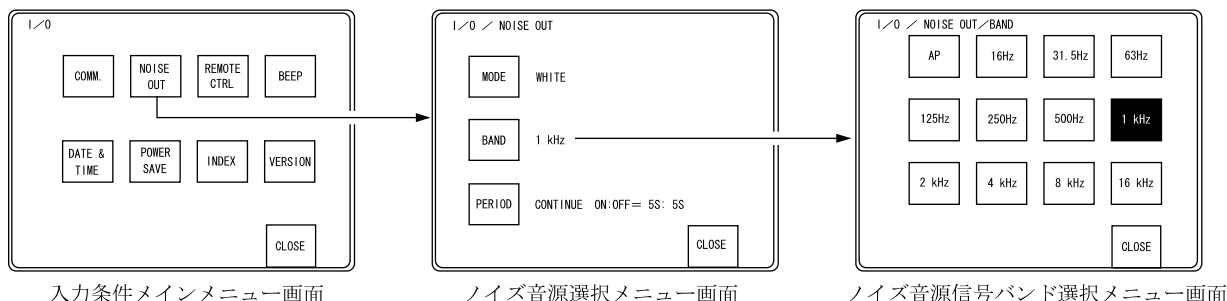 I／O
COMM.
NOISE
OUT
REMOTE
CTRL
BEEP
DATE &
TIME
POWER
SAVE
INDEX
VERSION
CLOSE
入力条件メインメニュー画面
I／O / NOISE OUT
MODE
WHITE
BAND
1 kHz
PERIOD
CONTINUE ON:OFF＝ 5S: 5S
CLOSE
ノイズ音源選択メニュー画面
I／O / NOISE OUT／BAND
AP
16Hz
31.5Hz
63Hz
125Hz
250Hz
500Hz
1 kHz
2 kHz
4 kHz
8 kHz
16 kHz
CLOSE
ノイズ音源信号バンド選択メニュー画面